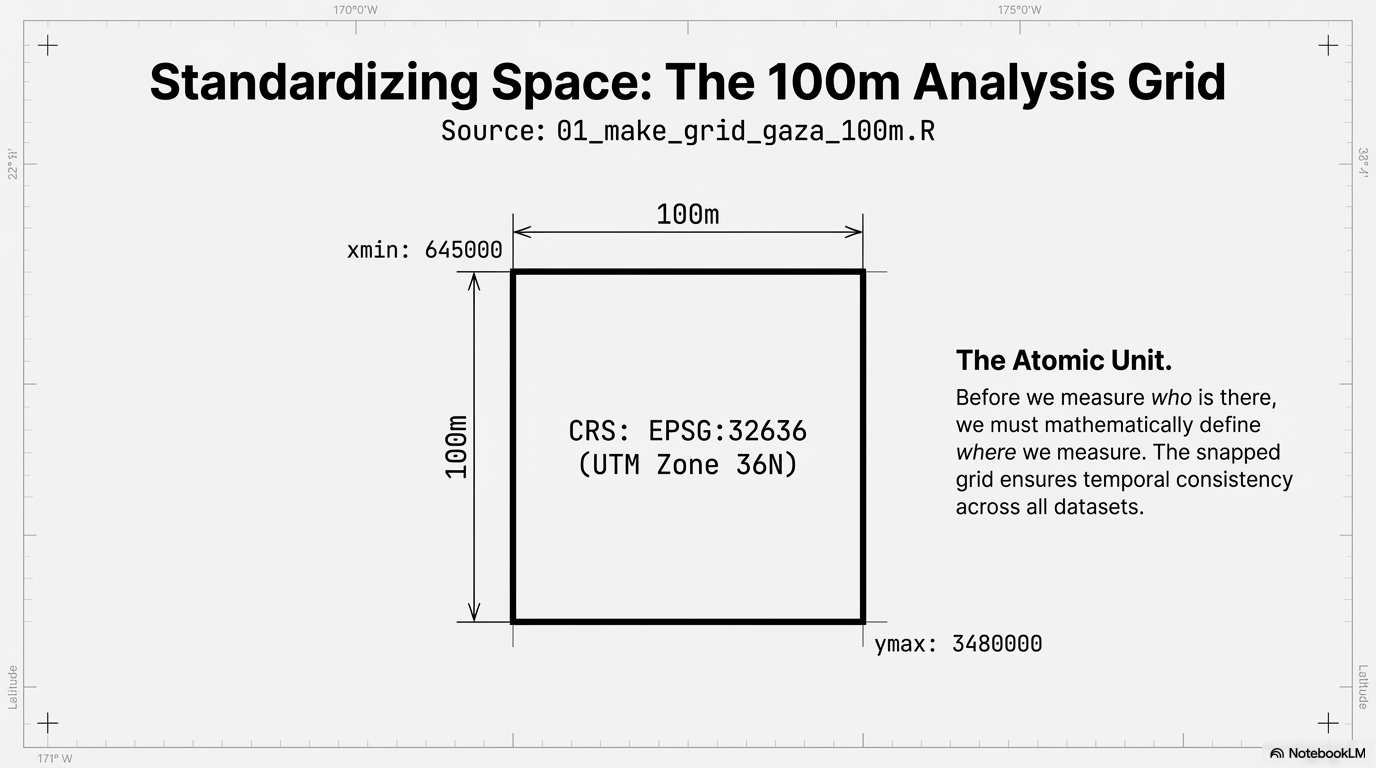 170°0'W
175°0'W
Standardizing Space: The 100m Analysis Grid
Source: 01_make_grid_gaza_100m.R
100m
xmin: 645000
100m
CRS: EPSG:32636
(UTM Zone 36N)
The Atomic Unit.
Before we measure who is there,
we must mathematically define
where we measure. The snapped
grid ensures temporal consistency
across all datasets.
ymax: 3480000
Latitude
171° W
NotebookLM